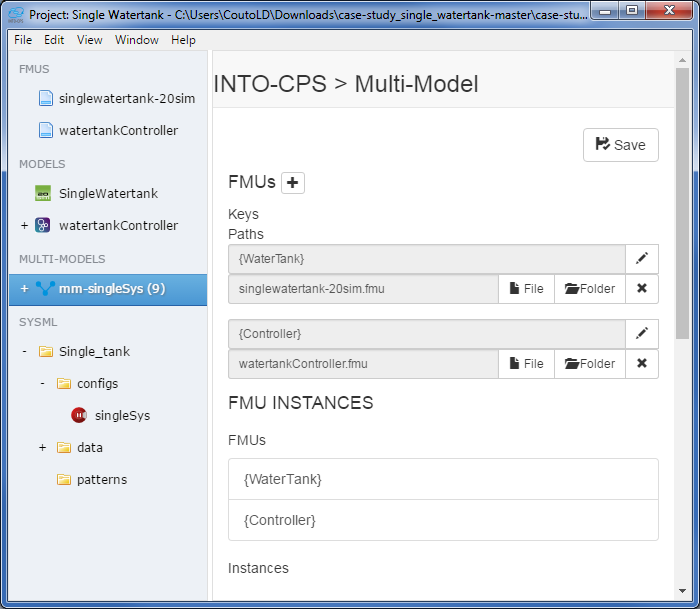 Project: Single Watertank - C:\Users\CoutoLD\Downloads\case-study_single_watertank-master\case-stu...
File Edit View Window Help
FMUS
singlewatertank-20sim
watertankController
MODELS
SingleWatertank
+ watertankController
MULTI-MODELS
+ mm-singleSys (9)
SYSML
- Single_tank
- configs
singleSys
+ data
patterns
INTO-CPS > Multi-Model
Save
FMUs
Keys
Paths
{WaterTank}
singlewatertank-20sim.fmu File Folder
{Controller}
watertankController.fmu File Folder
FMU INSTANCES
FMUs
{WaterTank}
{Controller}
Instances